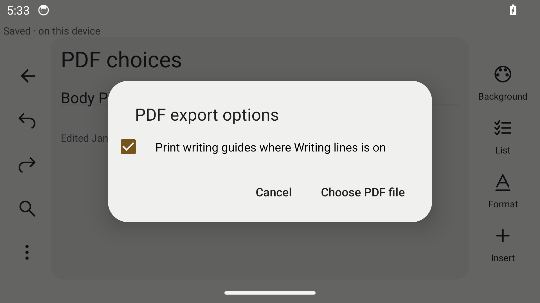 5:33
Saved · on this device
PDF choices
Body P
Edited Jan
PDF export options
Print writing guides where Writing lines is on
Cancel
Choose PDF file
Background
List
Format
Insert